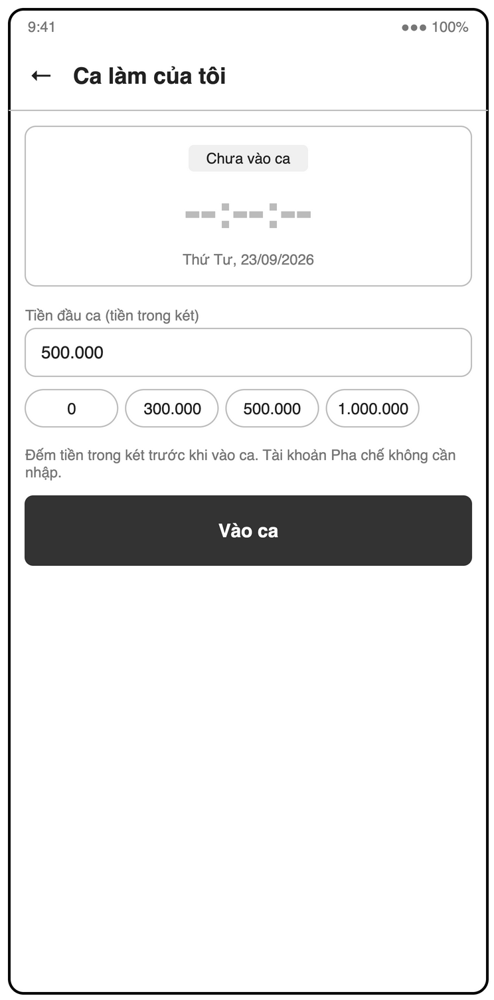 9:41
●●● 100%
← Ca làm của tôi
Chưa vào ca
--:--:--
Thứ Tư, 23/09/2026
Tiền đầu ca (tiền trong két)
500.000
0
300.000
500.000
1.000.000
Đếm tiền trong két trước khi vào ca. Tài khoản Pha chế không cần
nhập.
Vào ca